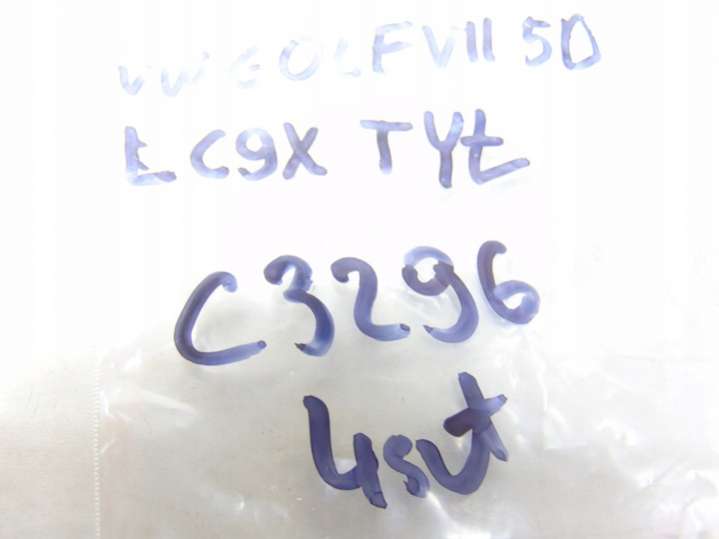 VW GOLF VII 5D
LC9X TYŁ
C3296
4szt